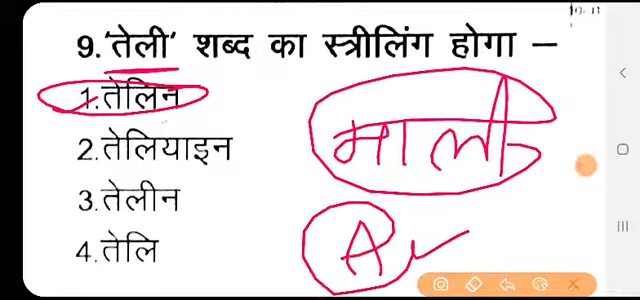 9. 'तेली' शब्द का स्त्रीलिंग होगा –
1. तेलिन
2. तेलियाइन
3. तेलीन
4. तेलि
माली
A